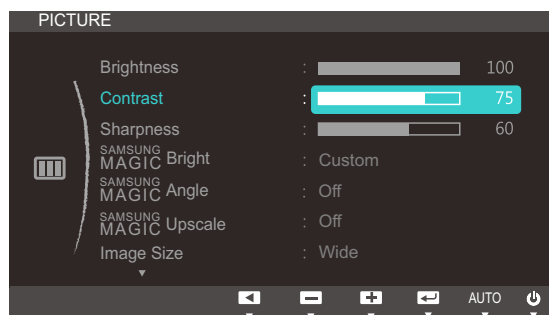 PICTURE
Brightness : 100
Contrast : 75
Sharpness : 60
SAMSUNG MAGIC Bright : Custom
SAMSUNG MAGIC Angle : Off
SAMSUNG MAGIC Upscale : Off
Image Size : Wide
AUTO